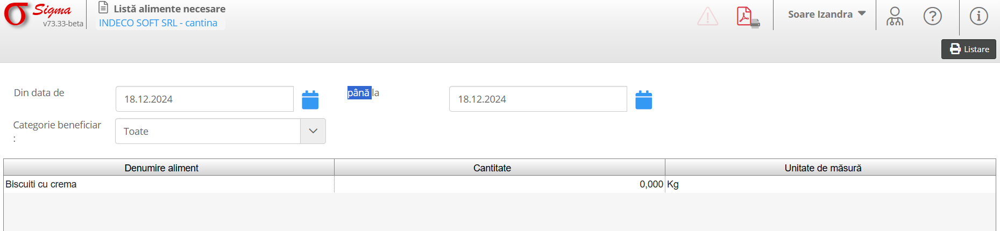 Sigma
v73.33-beta
Listă alimente necesare
INDECO SOFT SRL - cantina
Soare Izandra
Listare
Din data de
18.12.2024
până la
18.12.2024
Categorie beneficiar
:
Toate
Denumire aliment Cantitate Unitate de măsură
Biscuiti cu crema 0,000 Kg